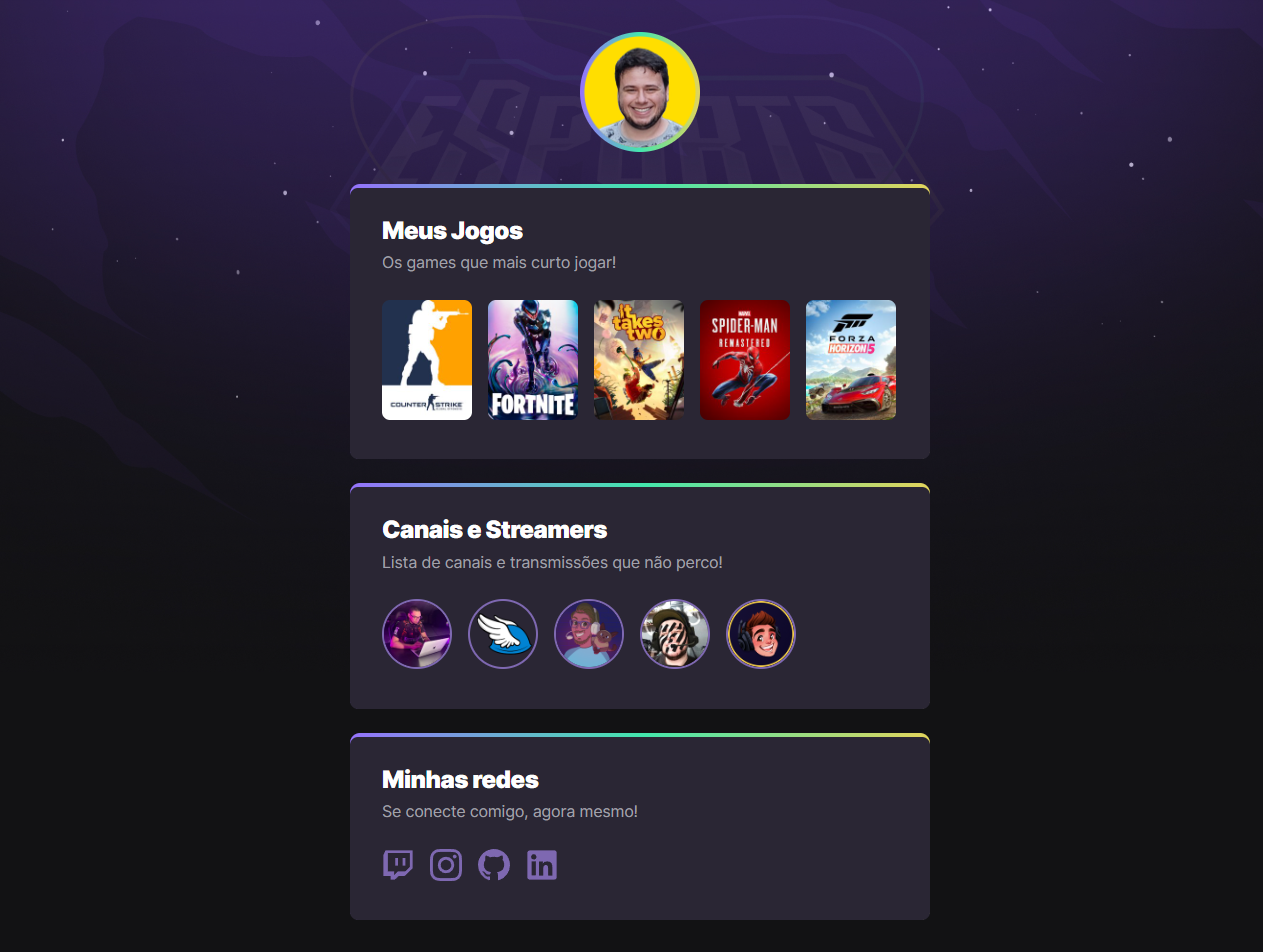 ESPORTS
Meus Jogos
Os games que mais curto jogar!
COUNTER STRIKE
FORTNITE
it
takes
two
MARVEL
SPIDER-MAN
REMASTERED
FORZA
HORIZON 5
Canais e Streamers
Lista de canais e transmissões que não perco!
Minhas redes
Se conecte comigo, agora mesmo!
in